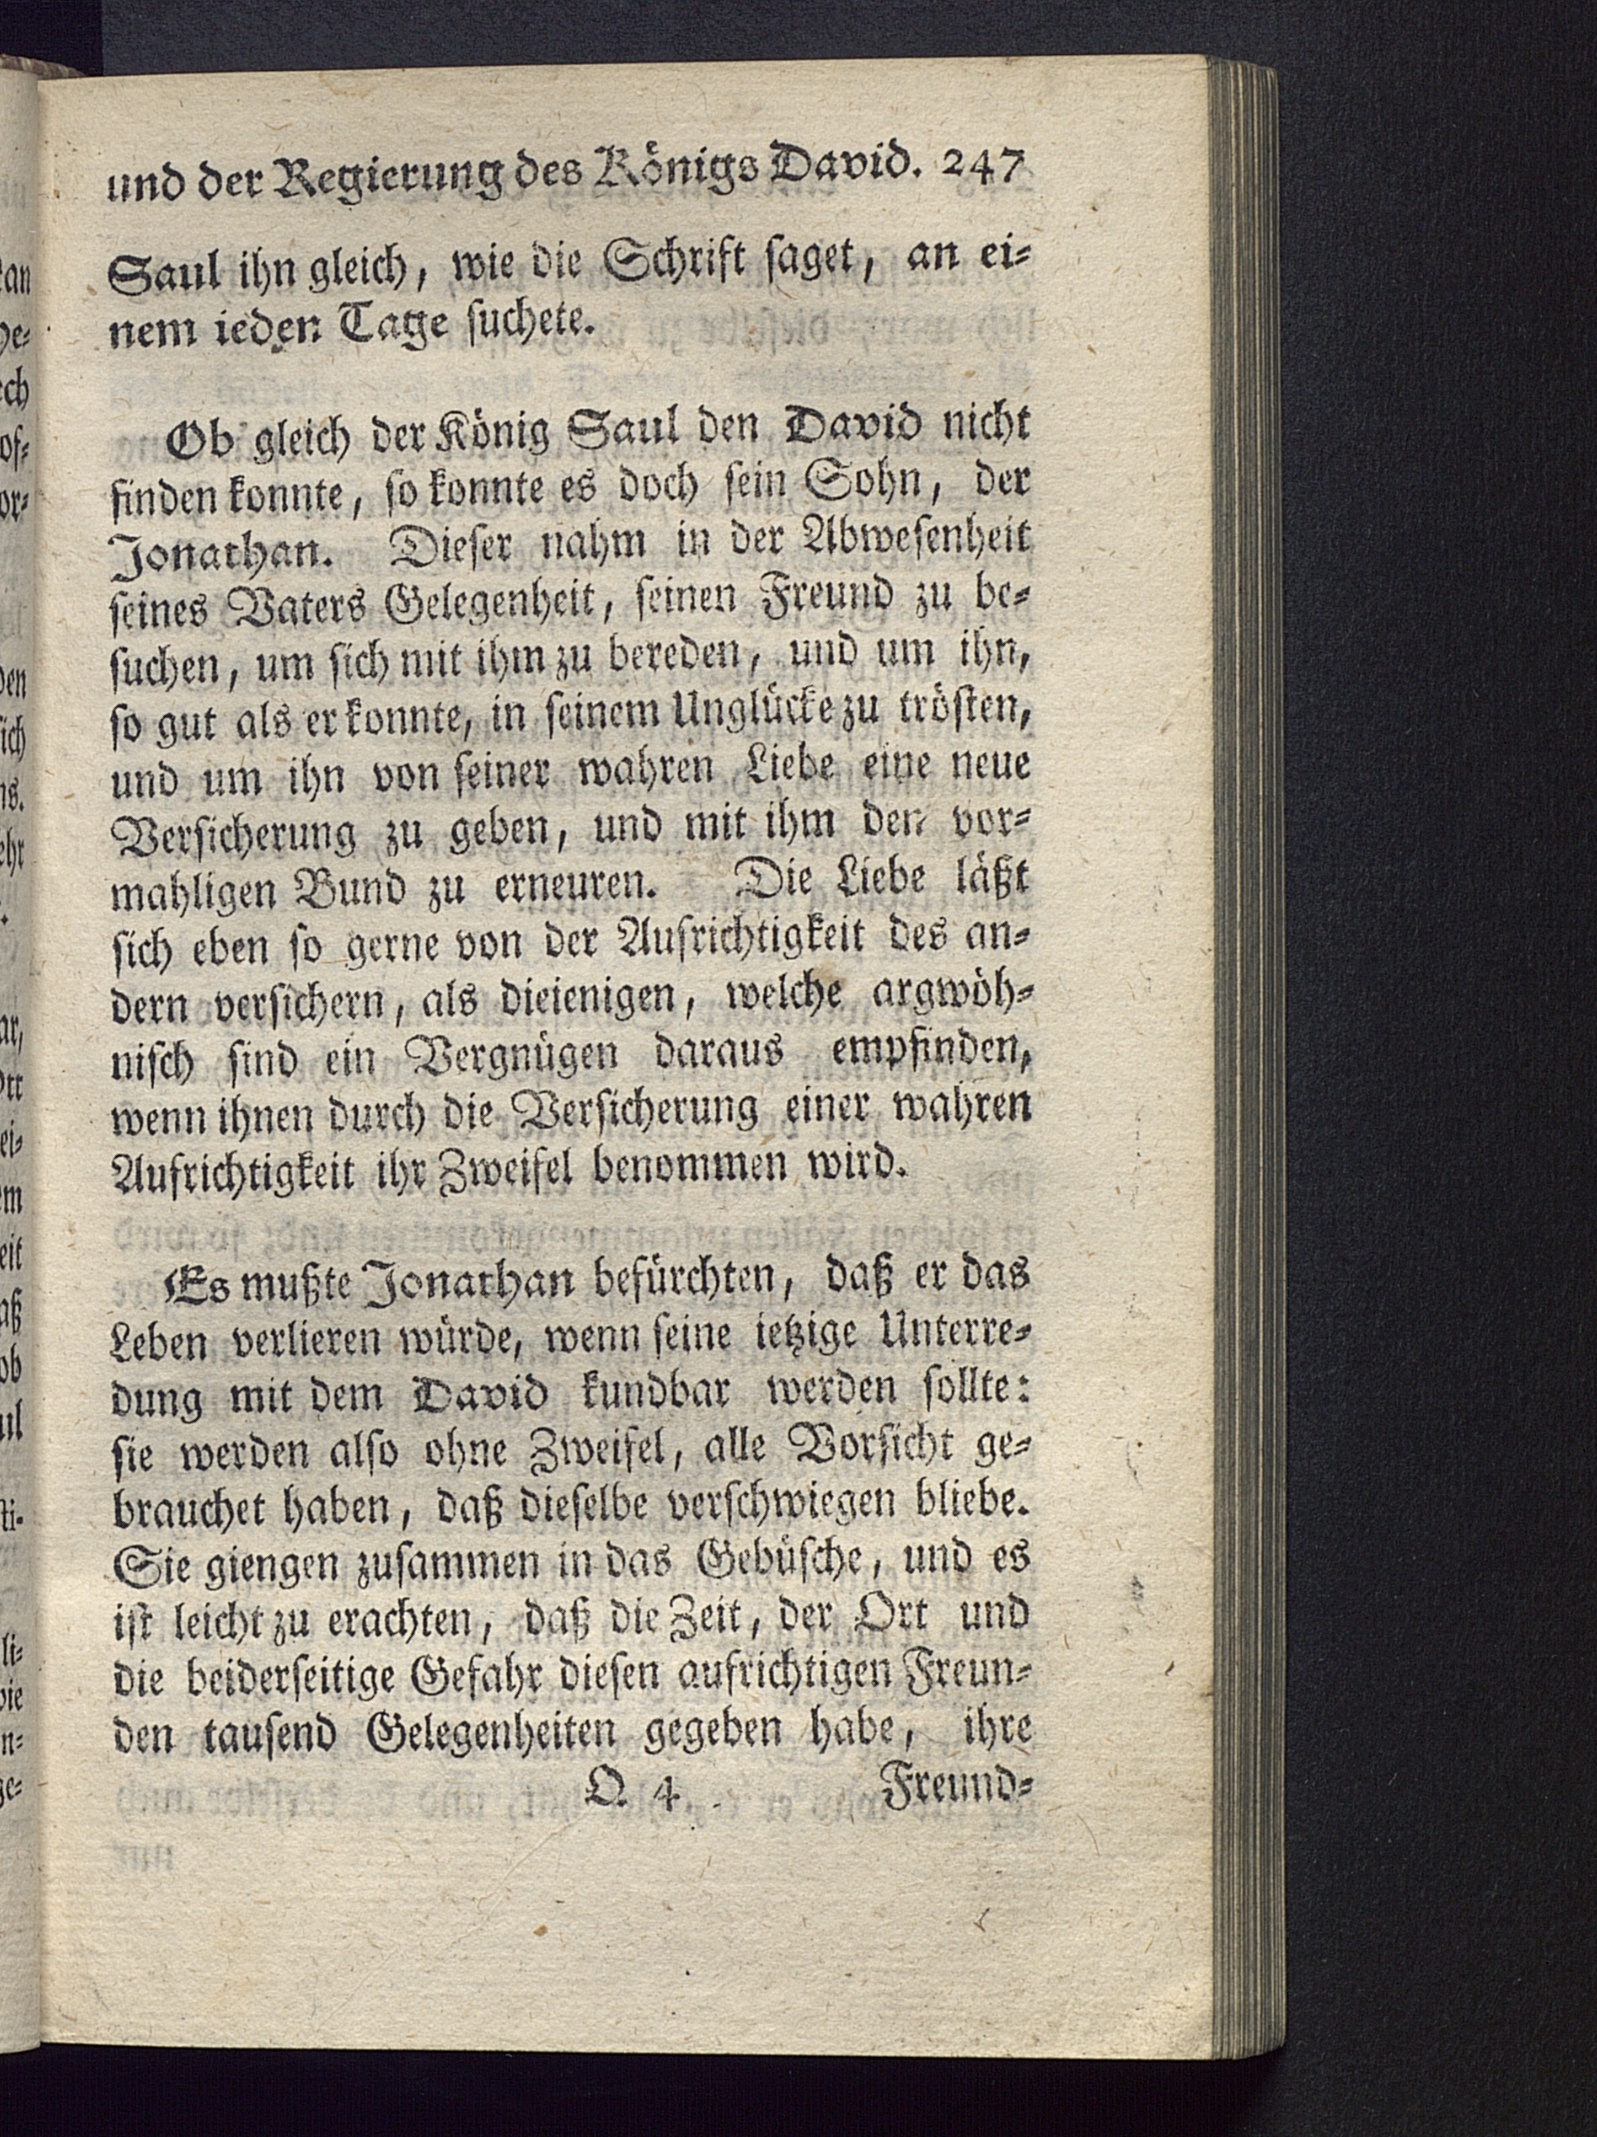 und der Regierung des Königs David. 247
Saul ihn gleich, wie die Schrift saget, an ei-
nem ieden Tage suchete.
Ob gleich der König Saul den David nicht
finden konnte, so konnte es doch sein Sohn, der
Jonathan. Dieser nahm in der Abwesenheit
seines Vaters Gelegenheit, seinen Freund zu be-
suchen, um sich mit ihm zu bereden, und um ihn,
so gut als er konnte, in seinem Unglücke zu trösten,
und um ihn von seiner wahren Liebe eine neue
Versicherung zu geben, und mit ihm den vor-
mahligen Bund zu erneuren. Die Liebe läßt
sich eben so gerne von der Aufrichtigkeit des an-
dern versichern, als dieienigen, welche argwöh-
nisch sind ein Vergnügen daraus empfinden,
wenn ihnen durch die Versicherung einer wahren
Aufrichtigkeit ihr Zweifel benommen wird.
Es mußte Jonathan befürchten, daß er das
Leben verlieren würde, wenn seine ietzige Unterre-
dung mit dem David kundbar werden sollte:
sie werden also ohne Zweifel, alle Vorsicht ge-
brauchet haben, daß dieselbe verschwiegen bliebe.
Sie giengen zusammen in das Gebüsche, und es
ist leicht zu erachten, daß die Zeit, der Ort und
die beiderseitige Gefahr diesen aufrichtigen Freun-
den tausend Gelegenheiten gegeben habe, ihre
Q 4 Freund-